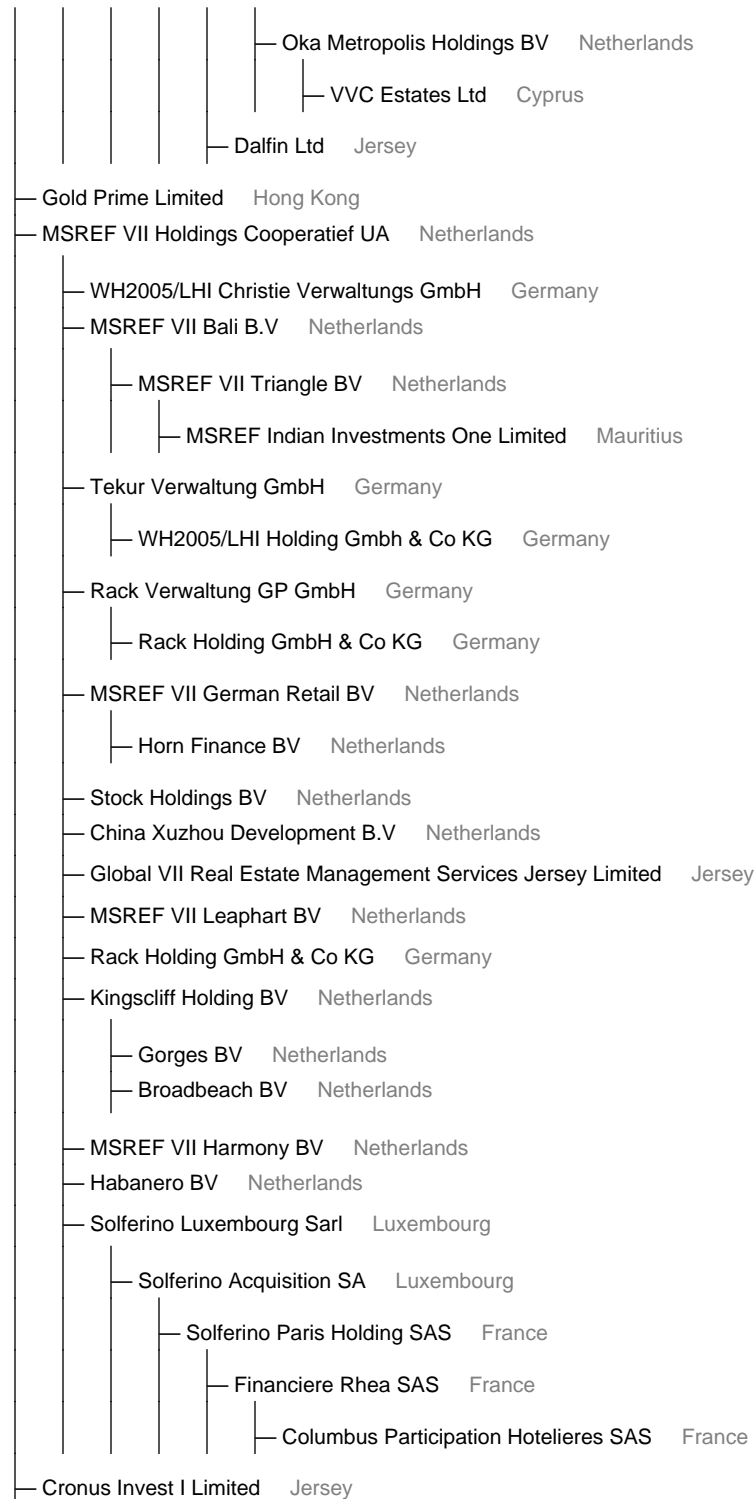 Oka Metropolis Holdings BV Netherlands
VVC Estates Ltd Cyprus
Dalfin Ltd Jersey
Gold Prime Limited Hong Kong
MSREF VII Holdings Cooperatief UA Netherlands
WH2005/LHI Christie Verwaltungs GmbH Germany
MSREF VII Bali B.V Netherlands
MSREF VII Triangle BV Netherlands
MSREF Indian Investments One Limited Mauritius
Tekur Verwaltung GmbH Germany
WH2005/LHI Holding Gmbh & Co KG Germany
Rack Verwaltung GP GmbH Germany
Rack Holding GmbH & Co KG Germany
MSREF VII German Retail BV Netherlands
Horn Finance BV Netherlands
Stock Holdings BV Netherlands
China Xuzhou Development B.V Netherlands
Global VII Real Estate Management Services Jersey Limited Jersey
MSREF VII Leaphart BV Netherlands
Rack Holding GmbH & Co KG Germany
Kingscliff Holding BV Netherlands
Gorges BV Netherlands
Broadbeach BV Netherlands
MSREF VII Harmony BV Netherlands
Habanero BV Netherlands
Solferino Luxembourg Sarl Luxembourg
Solferino Acquisition SA Luxembourg
Solferino Paris Holding SAS France
Financiere Rhea SAS France
Columbus Participation Hotelieres SAS France
Cronus Invest I Limited Jersey